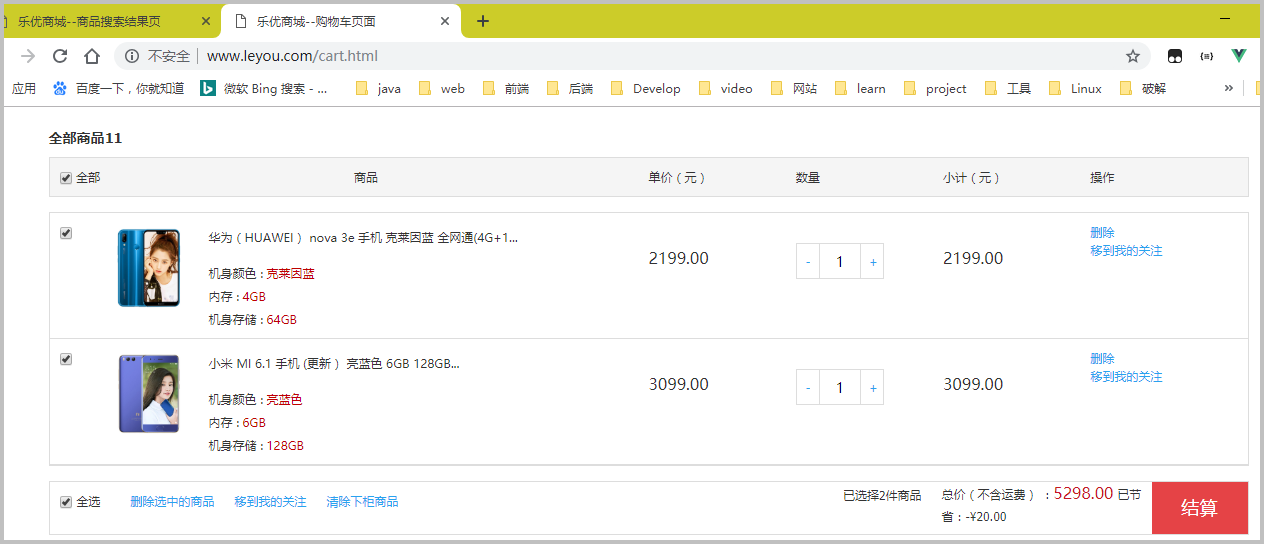 乐优商城--商品搜索结果页
乐优商城--购物车页面
不安全 www.leyou.com/cart.html
应用 百度一下，你就知道 微软 Bing 搜索 - ... java web 前端 后端 Develop video 网站 learn project 工具 Linux 破解 »
全部商品11
全部 商品 单价（元） 数量 小计（元） 操作
华为（HUAWEI） nova 3e 手机 克莱因蓝 全网通(4G+1...
机身颜色：克莱因蓝
内存：4GB
机身存储：64GB
2199.00 - 1 + 2199.00
删除
移到我的关注
小米 MI 6.1 手机 (更新） 亮蓝色 6GB 128GB...
机身颜色：亮蓝色
内存：6GB
机身存储：128GB
3099.00 - 1 + 3099.00
删除
移到我的关注
全选 删除选中的商品 移到我的关注 清除下柜商品
已选择2件商品
总价（不含运费） ：5298.00 已节
省：-¥20.00
结算